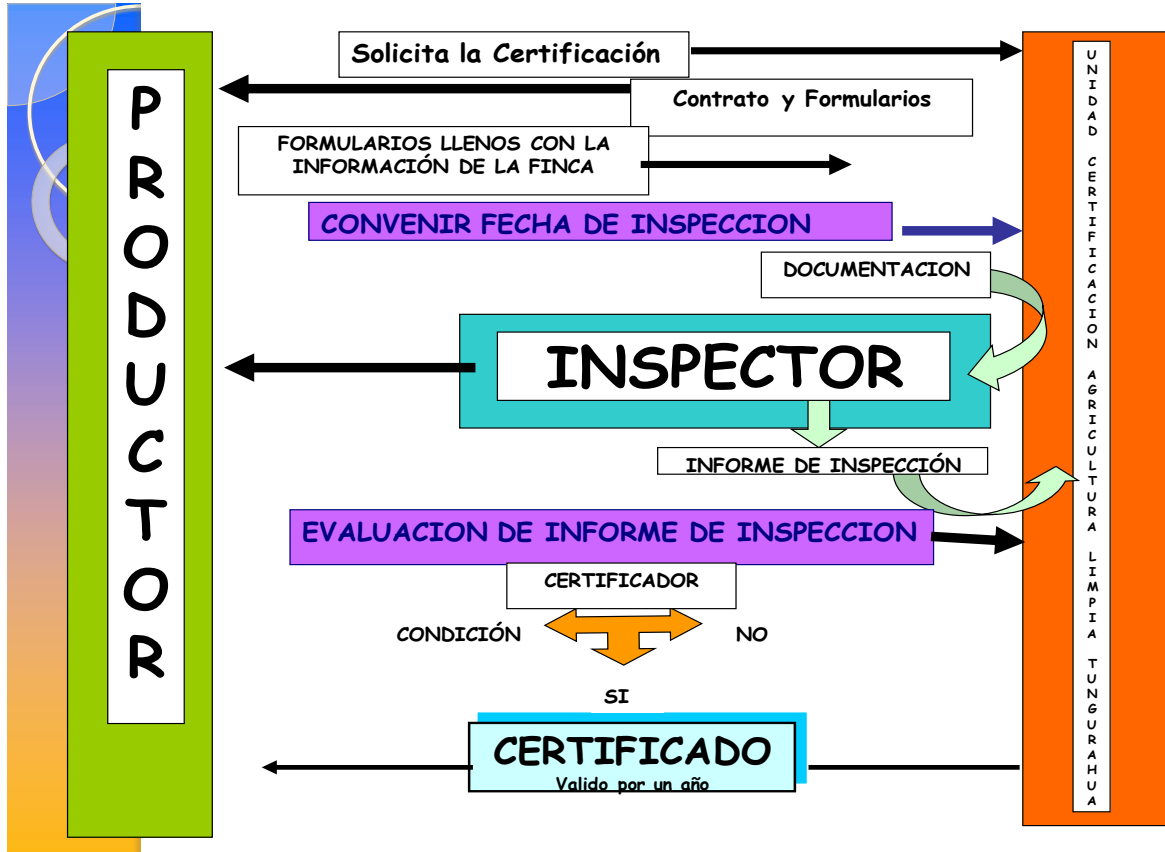 PRODUCTOR
Solicita la Certificación
Contrato y Formularios
FORMULARIOS LLENOS CON LA
INFORMACIÓN DE LA FINCA
CONVENIR FECHA DE INSPECCION
DOCUMENTACION
INSPECTOR
INFORME DE INSPECCIÓN
EVALUACION DE INFORME DE INSPECCION
CERTIFICADOR
CONDICIÓN
NO
SI
CERTIFICADO
Valido por un año
UNIDAD CERTIFICACION AGRICULTURA LIMPIA TUNGURAHUA